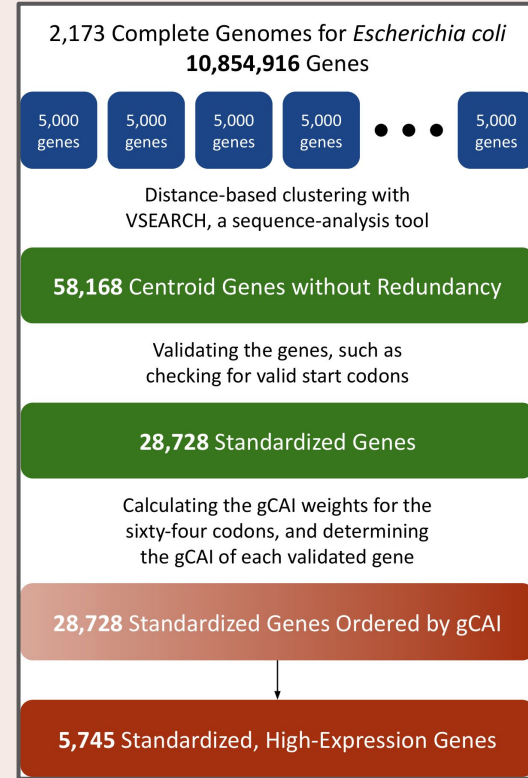 2,173 Complete Genomes for Escherichia coli
10,854,916 Genes
5,000 genes
5,000 genes
5,000 genes
5,000 genes
5,000 genes
Distance-based clustering with
VSEARCH, a sequence-analysis tool
58,168 Centroid Genes without Redundancy
Validating the genes, such as
checking for valid start codons
28,728 Standardized Genes
Calculating the gCAI weights for the
sixty-four codons, and determining
the gCAI of each validated gene
28,728 Standardized Genes Ordered by gCAI
5,745 Standardized, High-Expression Genes